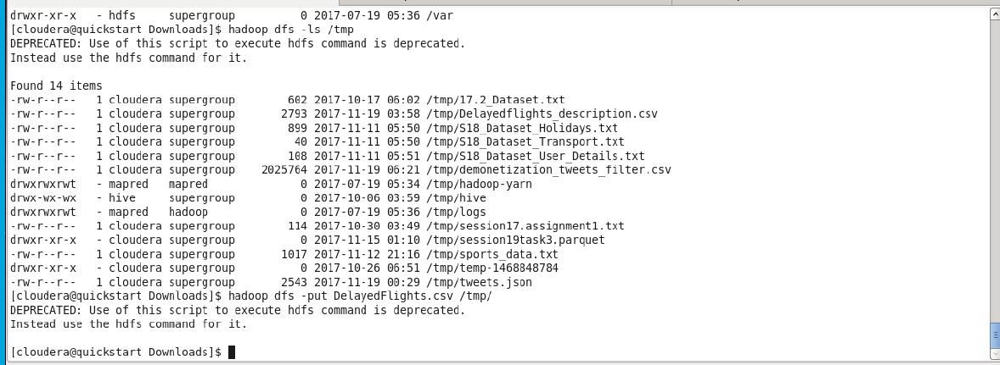 drwxr-xr-x   - hdfs     supergroup          0 2017-07-19 05:36 /var
[cloudera@quickstart Downloads]$ hadoop dfs -ls /tmp
DEPRECATED: Use of this script to execute hdfs command is deprecated.
Instead use the hdfs command for it.

Found 14 items
-rw-r--r--   1 cloudera supergroup        602 2017-10-17 06:02 /tmp/17.2_Dataset.txt
-rw-r--r--   1 cloudera supergroup       2793 2017-11-19 03:58 /tmp/Delayedflights_description.csv
-rw-r--r--   1 cloudera supergroup        899 2017-11-11 05:50 /tmp/S18_Dataset_Holidays.txt
-rw-r--r--   1 cloudera supergroup         40 2017-11-11 05:50 /tmp/S18_Dataset_Transport.txt
-rw-r--r--   1 cloudera supergroup        108 2017-11-11 05:51 /tmp/S18_Dataset_User_Details.txt
-rw-r--r--   1 cloudera supergroup    2025764 2017-11-19 06:21 /tmp/demonetization_tweets_filter.csv
drwxrwxrwt   - mapred   mapred              0 2017-07-19 05:34 /tmp/hadoop-yarn
drwx-wx-wx   - hive     supergroup          0 2017-10-06 03:59 /tmp/hive
drwxrwxrwt   - mapred   hadoop              0 2017-07-19 05:36 /tmp/logs
-rw-r--r--   1 cloudera supergroup        114 2017-10-30 03:49 /tmp/session17.assignment1.txt
drwxr-xr-x   - cloudera supergroup          0 2017-11-15 01:10 /tmp/session19task3.parquet
-rw-r--r--   1 cloudera supergroup       1017 2017-11-12 21:16 /tmp/sports_data.txt
drwxr-xr-x   - cloudera supergroup          0 2017-10-26 06:51 /tmp/temp-1468848784
-rw-r--r--   1 cloudera supergroup       2543 2017-11-19 00:29 /tmp/tweets.json
[cloudera@quickstart Downloads]$ hadoop dfs -put DelayedFlights.csv /tmp/
DEPRECATED: Use of this script to execute hdfs command is deprecated.
Instead use the hdfs command for it.

[cloudera@quickstart Downloads]$